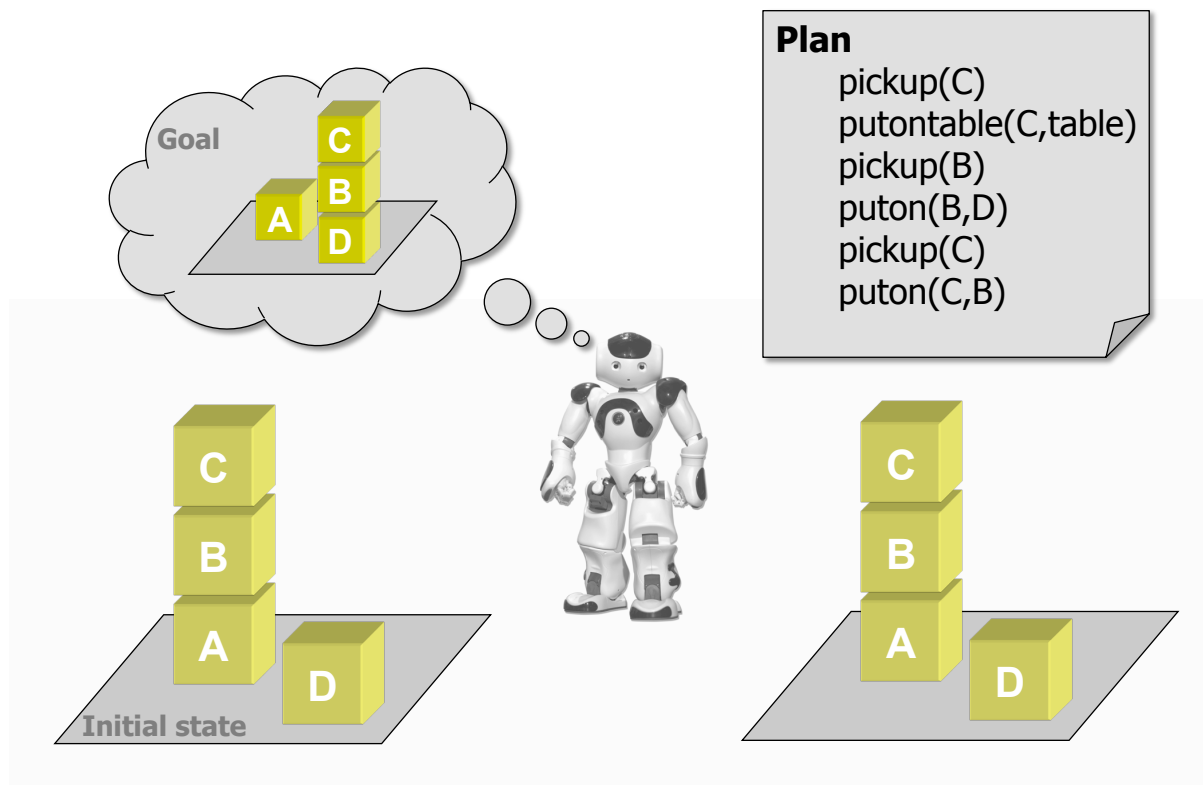 Plan
pickup(C)
putontable(C,table)
pickup(B)
puton(B,D)
pickup(C)
puton(C,B)
Goal
C
B
A
D
C
B
A
D
Initial state
C
B
A
D